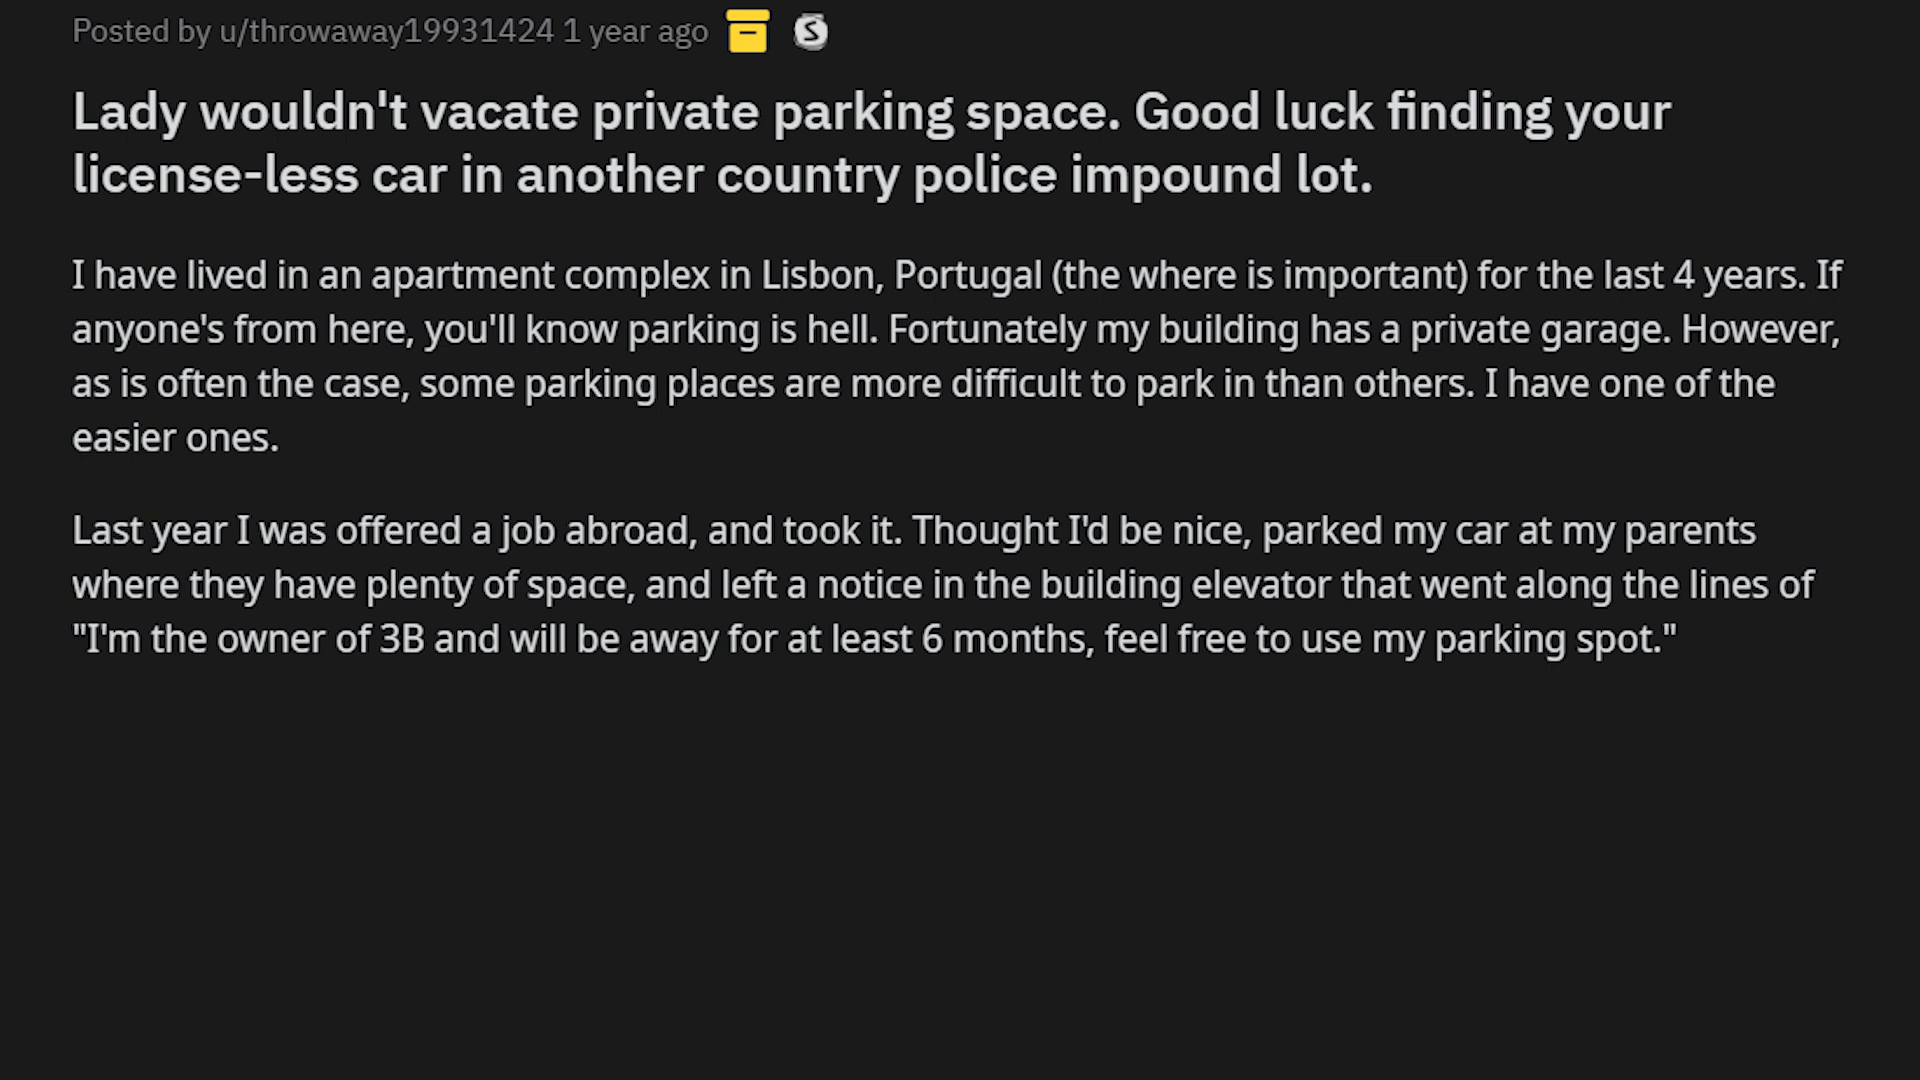 Posted by u/throwaway19931424 1 year ago
Lady wouldn't vacate private parking space. Good luck finding your
license-less car in another country police impound lot.
I have lived in an apartment complex in Lisbon, Portugal (the where is important) for the last 4 years. If
anyone's from here, you'll know parking is hell. Fortunately my building has a private garage. However,
as is often the case, some parking places are more difficult to park in than others. I have one of the
easier ones.
Last year I was offered a job abroad, and took it. Thought I'd be nice, parked my car at my parents
where they have plenty of space, and left a notice in the building elevator that went along the lines of
"I'm the owner of 3B and will be away for at least 6 months, feel free to use my parking spot."